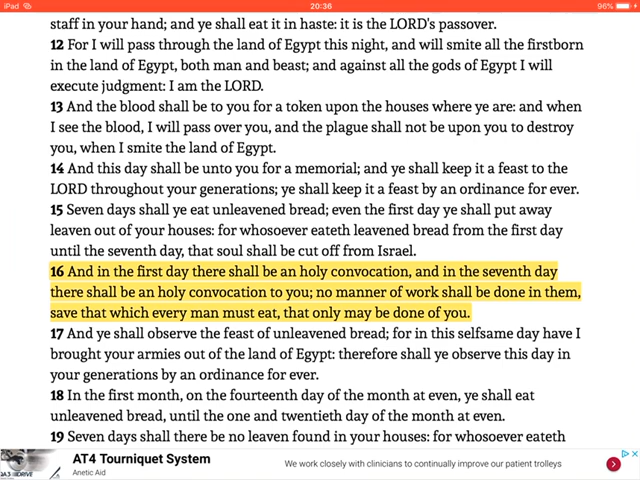 iPad
20:36
96%
staff in your hand; and ye shall eat it in haste: it is the LORD's passover.
12 For I will pass through the land of Egypt this night, and will smite all the firstborn
in the land of Egypt, both man and beast; and against all the gods of Egypt I will
execute judgment: I am the LORD.
13 And the blood shall be to you for a token upon the houses where ye are: and when
I see the blood, I will pass over you, and the plague shall not be upon you to destroy
you, when I smite the land of Egypt.
14 And this day shall be unto you for a memorial; and ye shall keep it a feast to the
LORD throughout your generations; ye shall keep it a feast by an ordinance for ever.
15 Seven days shall ye eat unleavened bread; even the first day ye shall put away
leaven out of your houses: for whosoever eateth leavened bread from the first day
until the seventh day, that soul shall be cut off from Israel.
16 And in the first day there shall be an holy convocation, and in the seventh day
there shall be an holy convocation to you; no manner of work shall be done in them,
save that which every man must eat, that only may be done of you.
17 And ye shall observe the feast of unleavened bread; for in this selfsame day have I
brought your armies out of the land of Egypt: therefore shall ye observe this day in
your generations by an ordinance for ever.
18 In the first month, on the fourteenth day of the month at even, ye shall eat
unleavened bread, until the one and twentieth day of the month at even.
19 Seven days shall there be no leaven found in your houses: for whosoever eateth
AT4 Tourniquet System
Anetic Aid
We work closely with clinicians to continually improve our patient trolleys